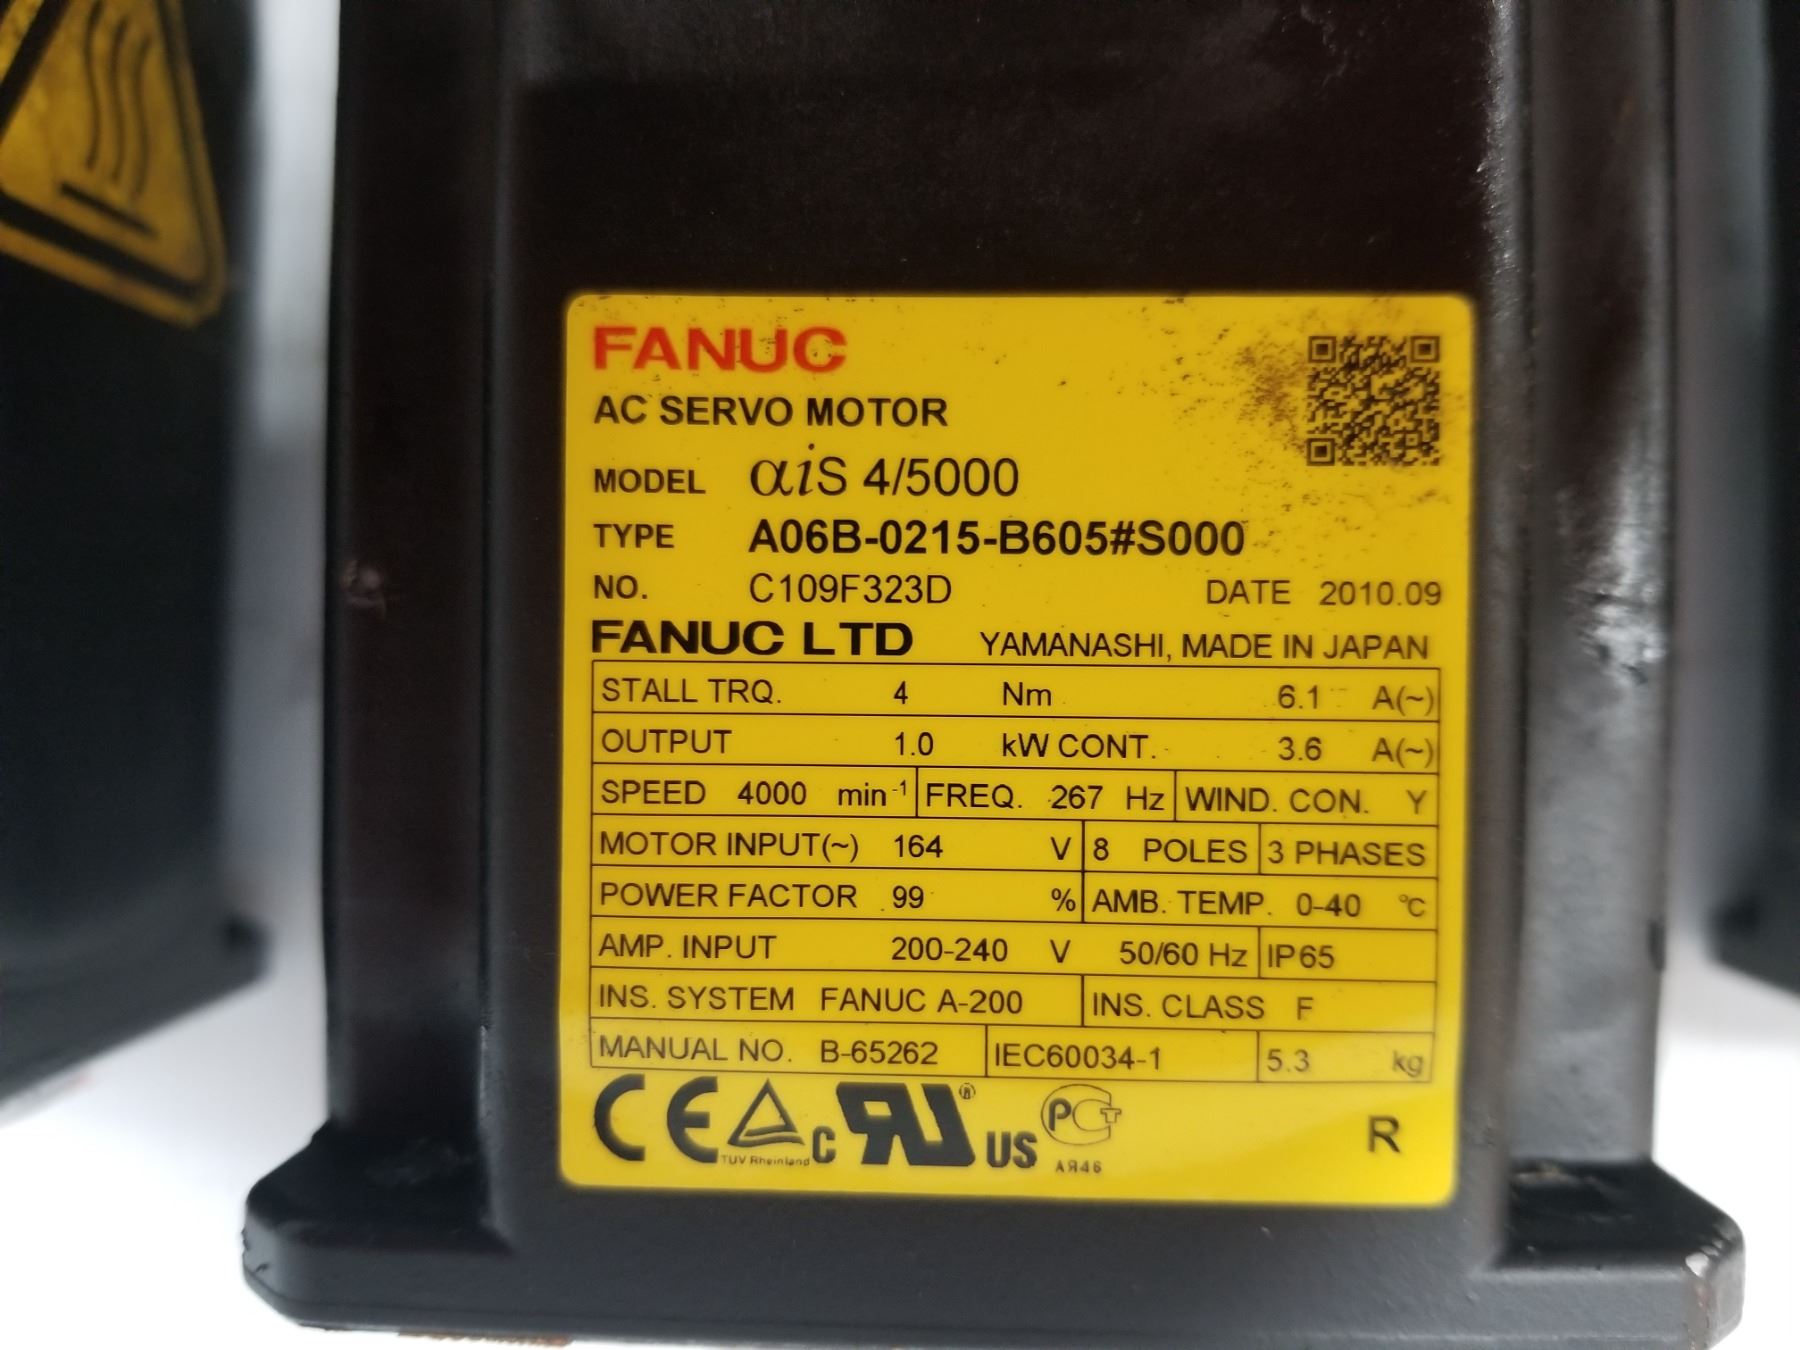 FANUC
AC SERVO MOTOR
MODEL αiS 4/5000
TYPE A06B-0215-B605#S000
NO. C109F323D DATE 2010.09
FANUC LTD YAMANASHI, MADE IN JAPAN
STALL TRQ. 4 Nm 6.1 A(~)
OUTPUT 1.0 kW CONT. 3.6 A(~)
SPEED 4000 min⁻¹ FREQ. 267 Hz WIND. CON. Y
MOTOR INPUT(~) 164 V 8 POLES 3 PHASES
POWER FACTOR 99 % AMB. TEMP. 0-40 ℃
AMP. INPUT 200-240 V 50/60 Hz IP65
INS. SYSTEM FANUC A-200 INS. CLASS F
MANUAL NO. B-65262 IEC60034-1 5.3 kg
CE TUV Rheinland c RU ® US PCT R
АЯ46